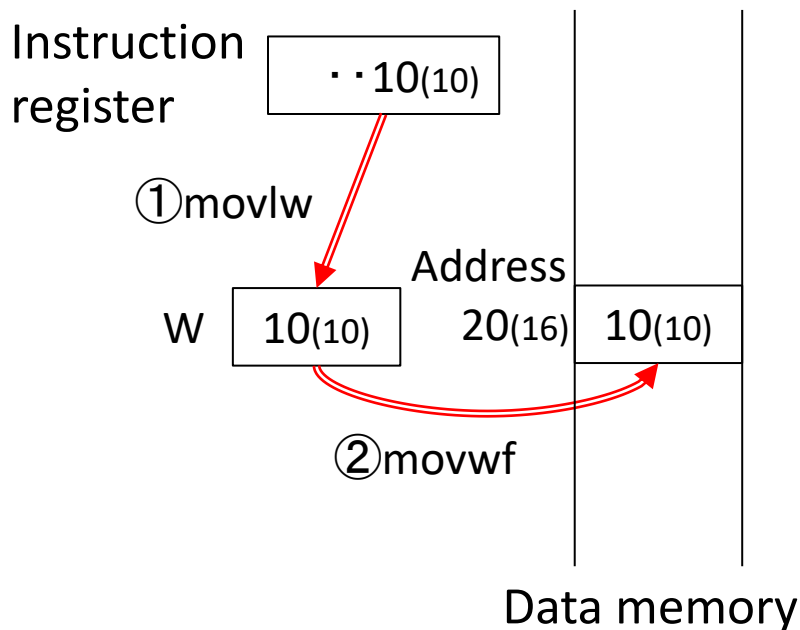 Instruction
register
・・10(10)
①movlw
Address
W
10(10)
20(16)
10(10)
②movwf
Data memory